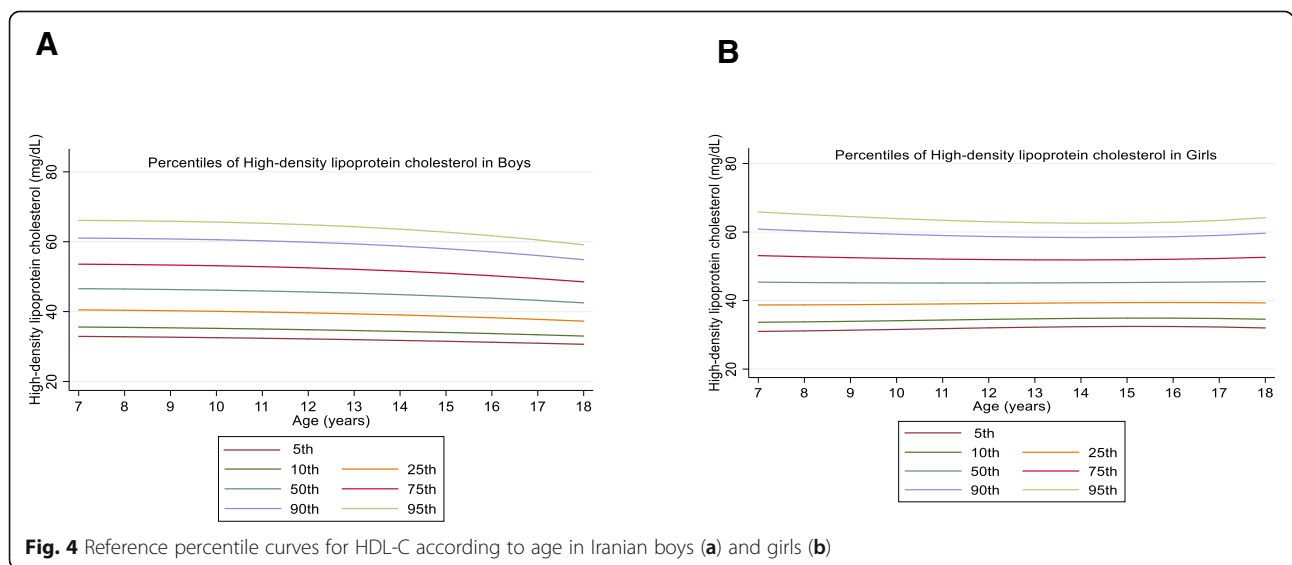 A
High-density lipoprotein cholesterol (mg/dL)
Percentiles of High-density lipoprotein cholesterol in Boys
80
60
40
20
7 8 9 10 11 12 13 14 15 16 17 18
Age (years)
5th
10th 25th
50th 75th
90th 95th
B
High-density lipoprotein cholesterol (mg/dL)
Percentiles of High-density lipoprotein cholesterol in Girls
80
60
40
20
7 8 9 10 11 12 13 14 15 16 17 18
Age (years)
5th
10th 25th
50th 75th
90th 95th
Fig. 4 Reference percentile curves for HDL-C according to age in Iranian boys (a) and girls (b)